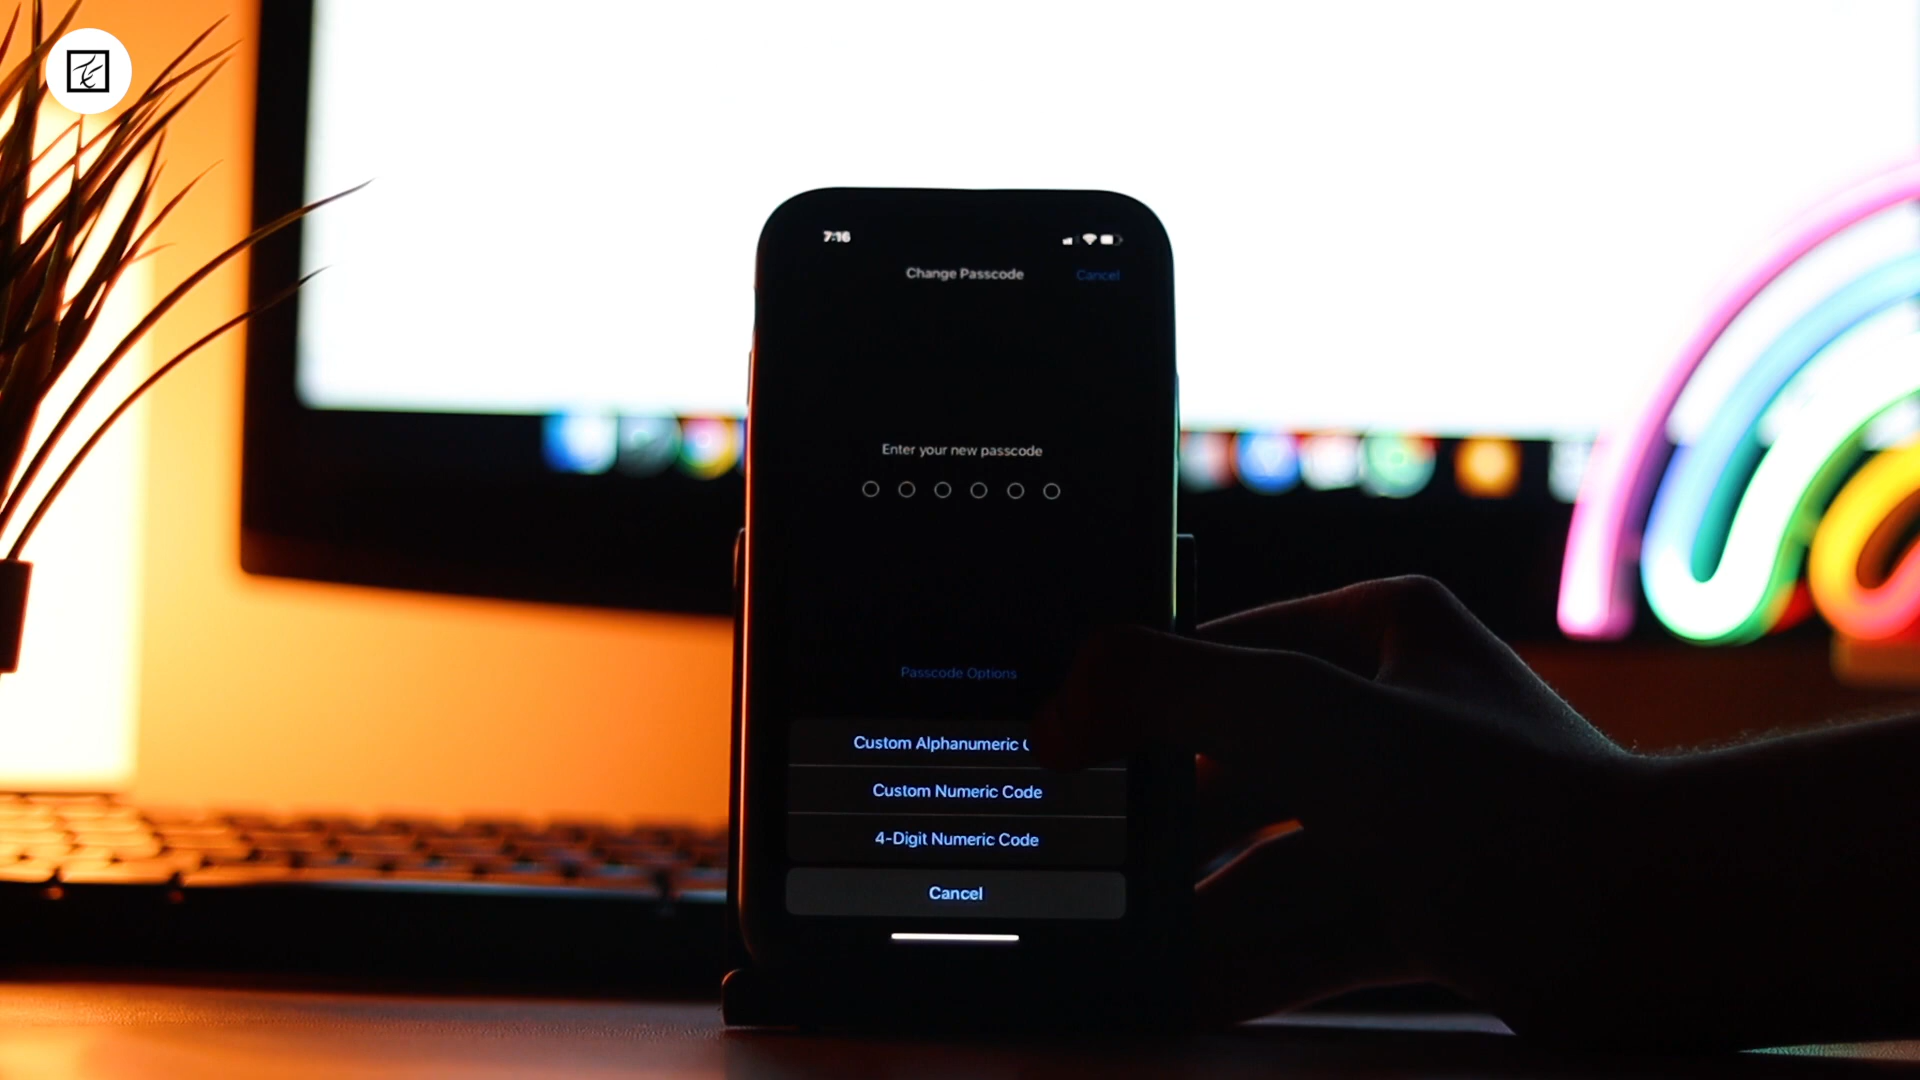 7:16
Change Passcode
Cancel
Enter your new passcode
Passcode Options
Custom Alphanumeric
Custom Numeric Code
4-Digit Numeric Code
Cancel